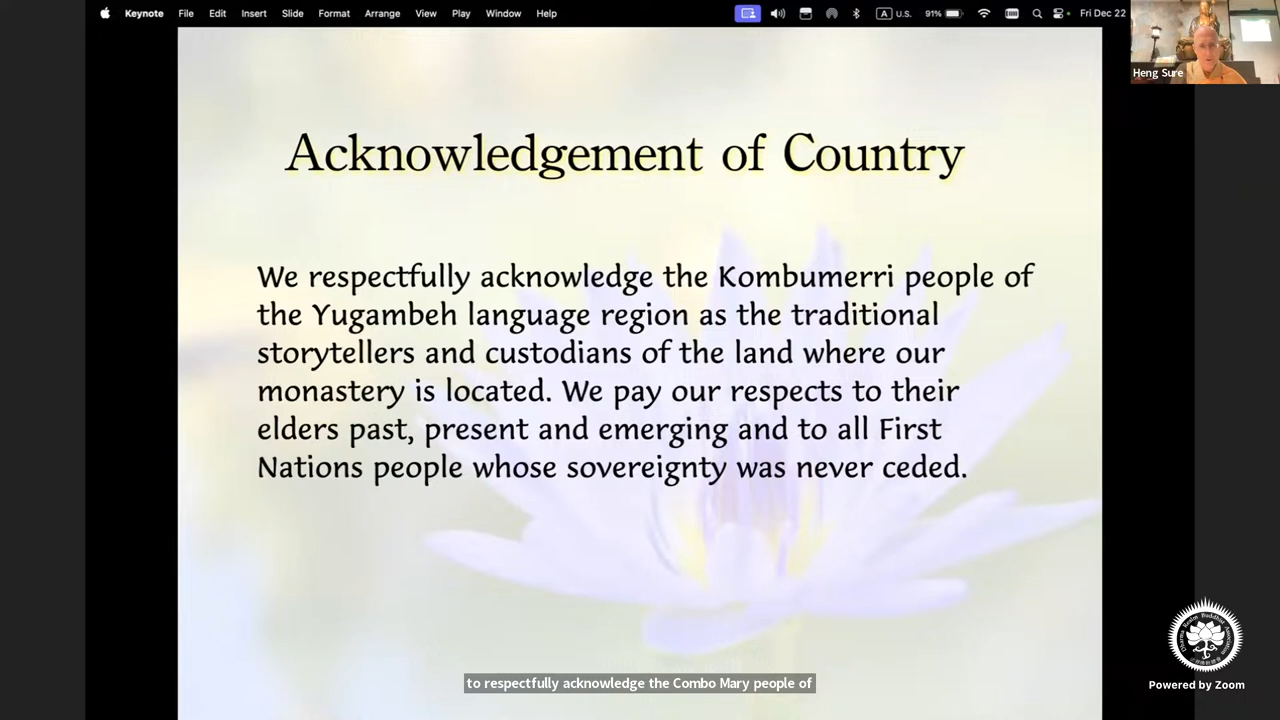 Keynote File Edit Insert Slide Format Arrange View Play Window Help A U.S. 91% Fri Dec 22
Heng Sure
Acknowledgement of Country
We respectfully acknowledge the Kombumerri people of
the Yugambeh language region as the traditional
storytellers and custodians of the land where our
monastery is located. We pay our respects to their
elders past, present and emerging and to all First
Nations people whose sovereignty was never ceded.
to respectfully acknowledge the Combo Mary people of
Dharma Realm Buddhist Association
Powered by Zoom